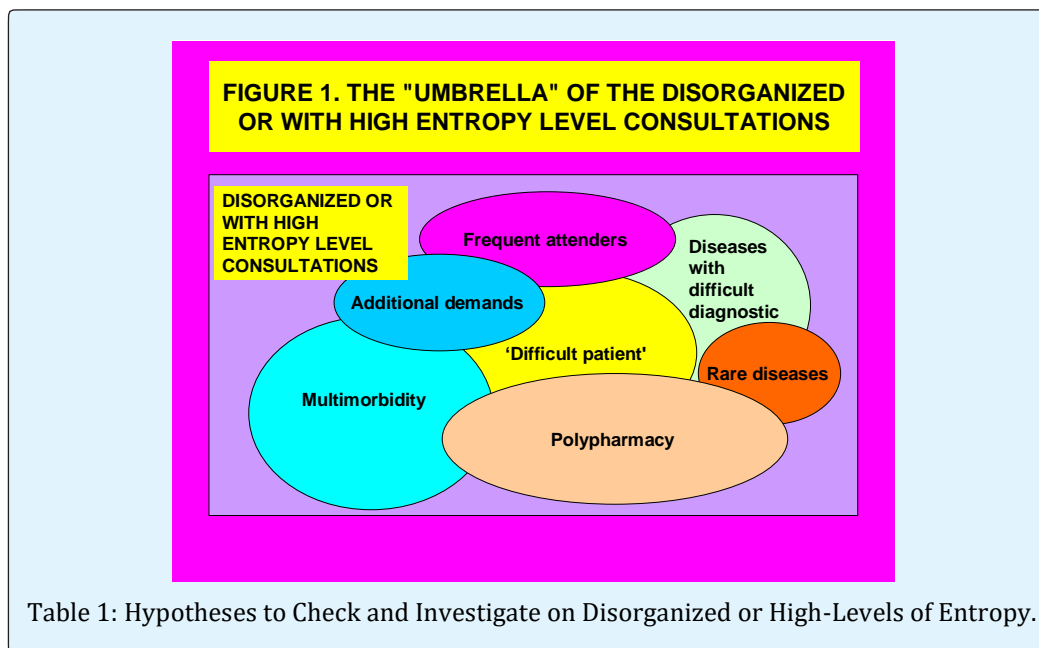 FIGURE 1. THE "UMBRELLA" OF THE DISORGANIZED
OR WITH HIGH ENTROPY LEVEL CONSULTATIONS
DISORGANIZED OR
WITH HIGH
ENTROPY LEVEL
CONSULTATIONS
Frequent attenders
Diseases
with
difficult
diagnostic
Additional demands
‘Difficult patient'
Rare diseases
Multimorbidity
Polypharmacy
Table 1: Hypotheses to Check and Investigate on Disorganized or High-Levels of Entropy.